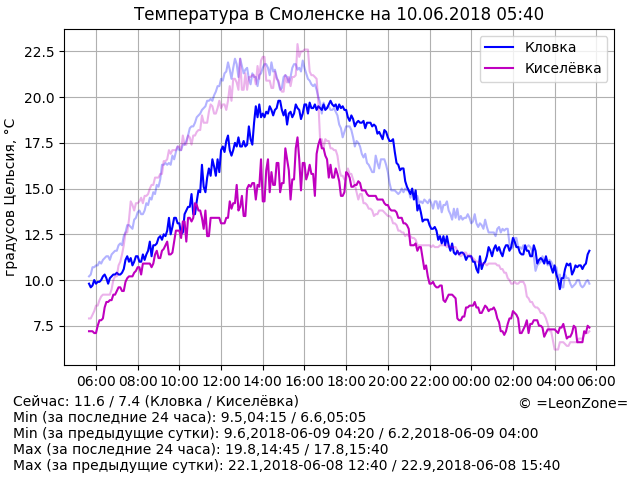 Температура в Смоленске на 10.06.2018 05:40
Кловка
Киселёвка
градусов Цельсия, °C
22.5
20.0
17.5
15.0
12.5
10.0
7.5
06:00 08:00 10:00 12:00 14:00 16:00 18:00 20:00 22:00 00:00 02:00 04:00 06:00
© =LeonZone=
Сейчас: 11.6 / 7.4 (Кловка / Киселёвка)
Min (за последние 24 часа): 9.5,04:15 / 6.6,05:05
Min (за предыдущие сутки): 9.6,2018-06-09 04:20 / 6.2,2018-06-09 04:00
Max (за последние 24 часа): 19.8,14:45 / 17.8,15:40
Max (за предыдущие сутки): 22.1,2018-06-08 12:40 / 22.9,2018-06-08 15:40